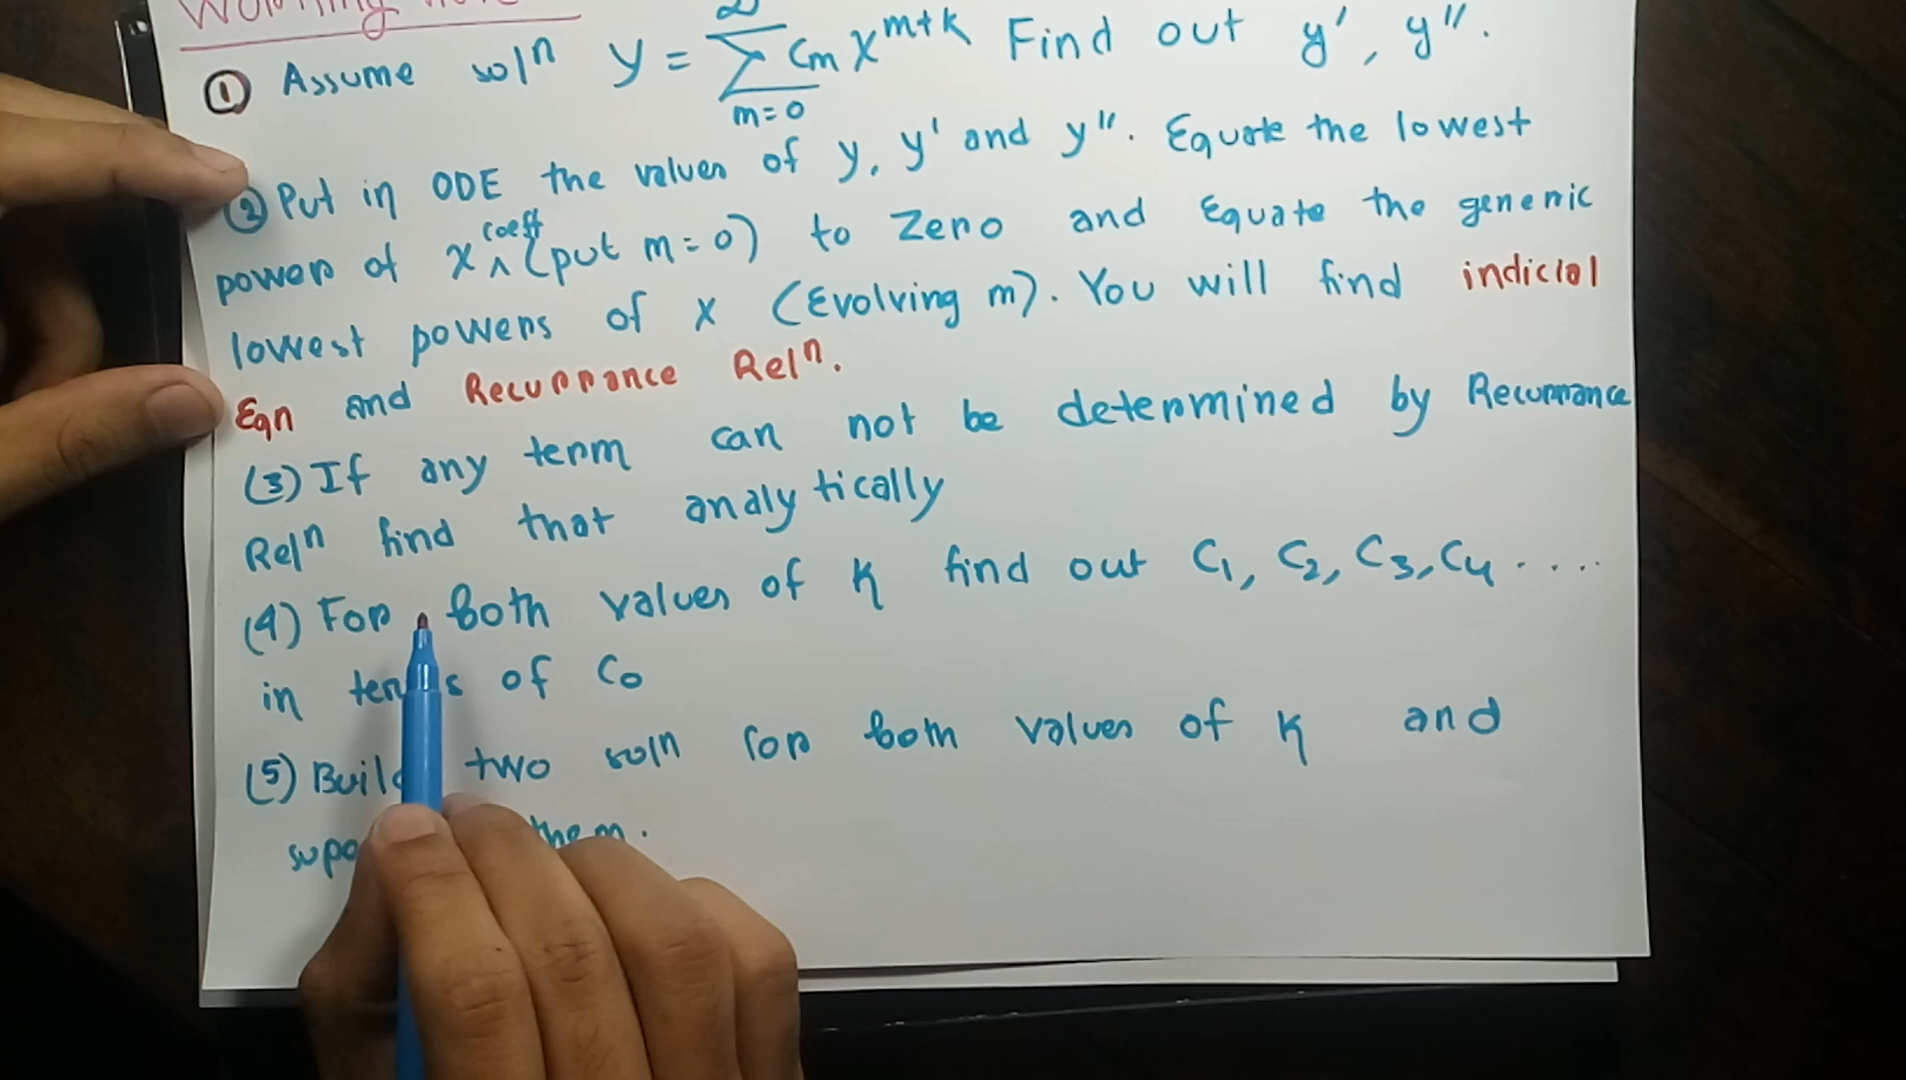 ① Assume solⁿ y = ∞ Σ m=0 Cm x^m+k Find out y', y''.
② Put in ODE the values of y, y' and y''. Equate the lowest
power of x ^ coeff (put m=0) to zero and Equate the generic
lowest powers of x (Evolving m). You will find indicial
Eqn and Recurrance Relⁿ.
(3) If any term can not be determined by Recurrance
Relⁿ find that analytically
(4) For both values of K find out C₁, C₂, C₃, C₄ .....
in terms of C₀
(5) Build two solⁿ for both values of K and
them.